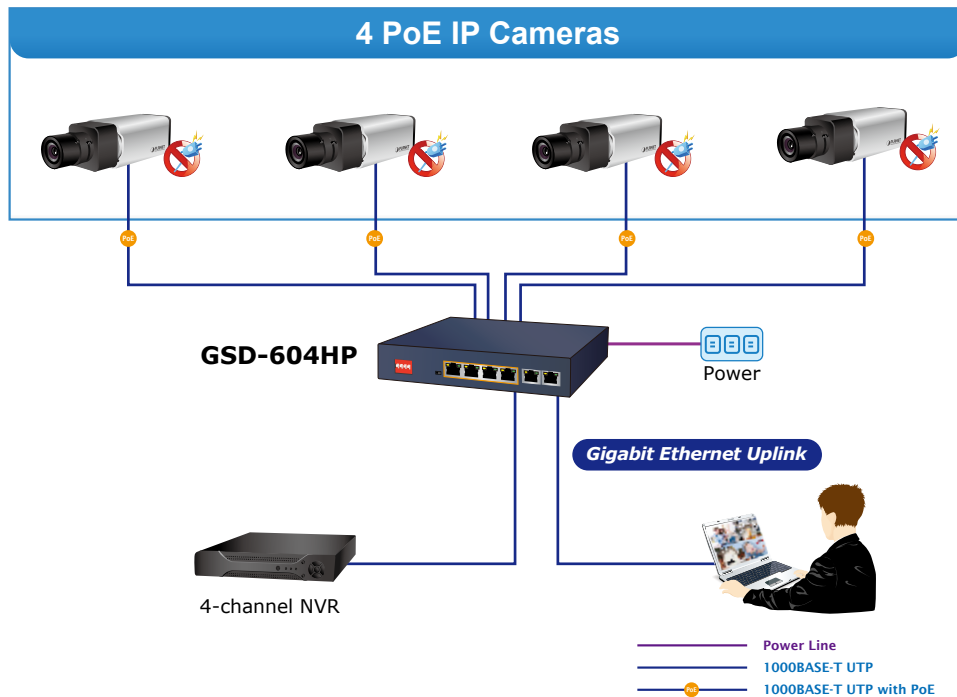 4 PoE IP Cameras
PoE
PoE
PoE
PoE
GSD-604HP
Power
Gigabit Ethernet Uplink
4-channel NVR
Power Line
1000BASE-T UTP
PoE
1000BASE-T UTP with PoE